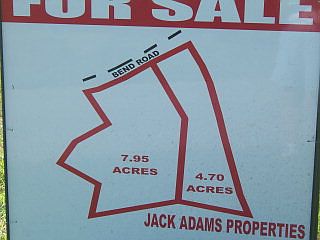 FOR SALE
BEND ROAD
7.95
ACRES
4.70
ACRES
JACK ADAMS PROPERTIES